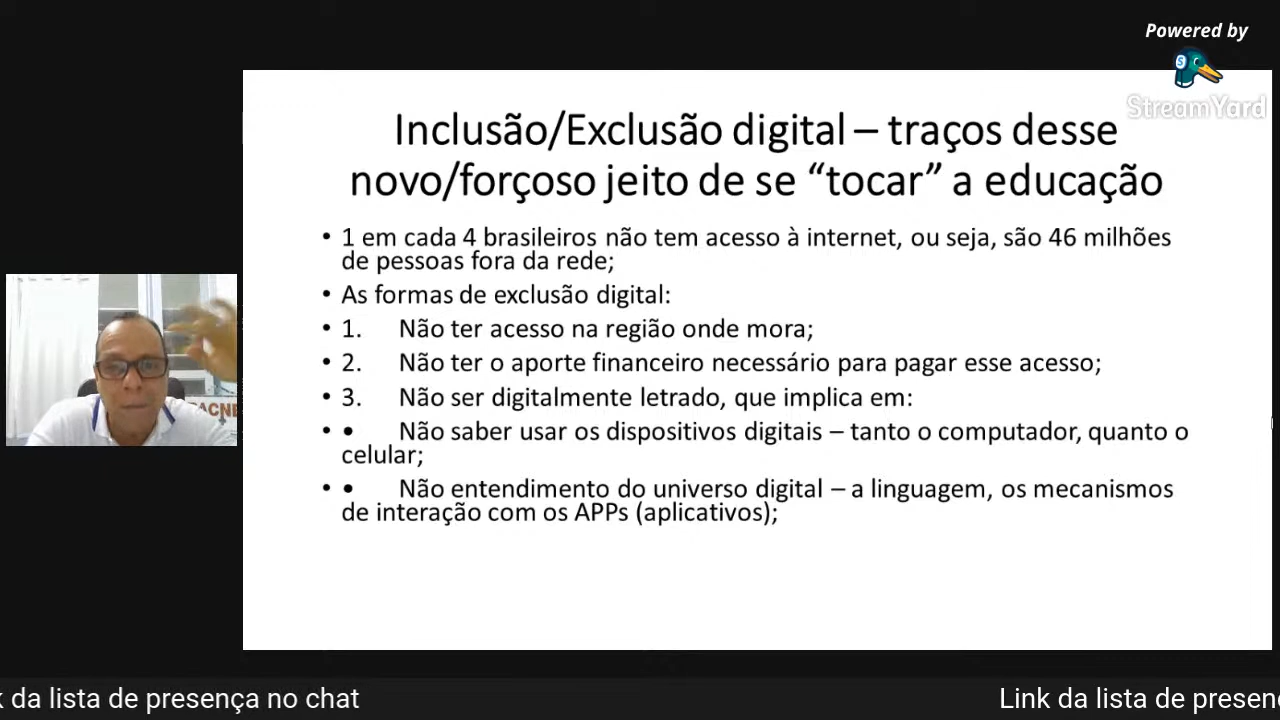 Powered by
StreamYard
Inclusão/Exclusão digital – traços desse
novo/forçoso jeito de se “tocar” a educação
• 1 em cada 4 brasileiros não tem acesso à internet, ou seja, são 46 milhões
de pessoas fora da rede;
• As formas de exclusão digital:
• 1. Não ter acesso na região onde mora;
• 2. Não ter o aporte financeiro necessário para pagar esse acesso;
• 3. Não ser digitalmente letrado, que implica em:
• • Não saber usar os dispositivos digitais – tanto o computador, quanto o
celular;
• • Não entendimento do universo digital – a linguagem, os mecanismos
de interação com os APPs (aplicativos);
da lista de presença no chat
Link da lista de presen